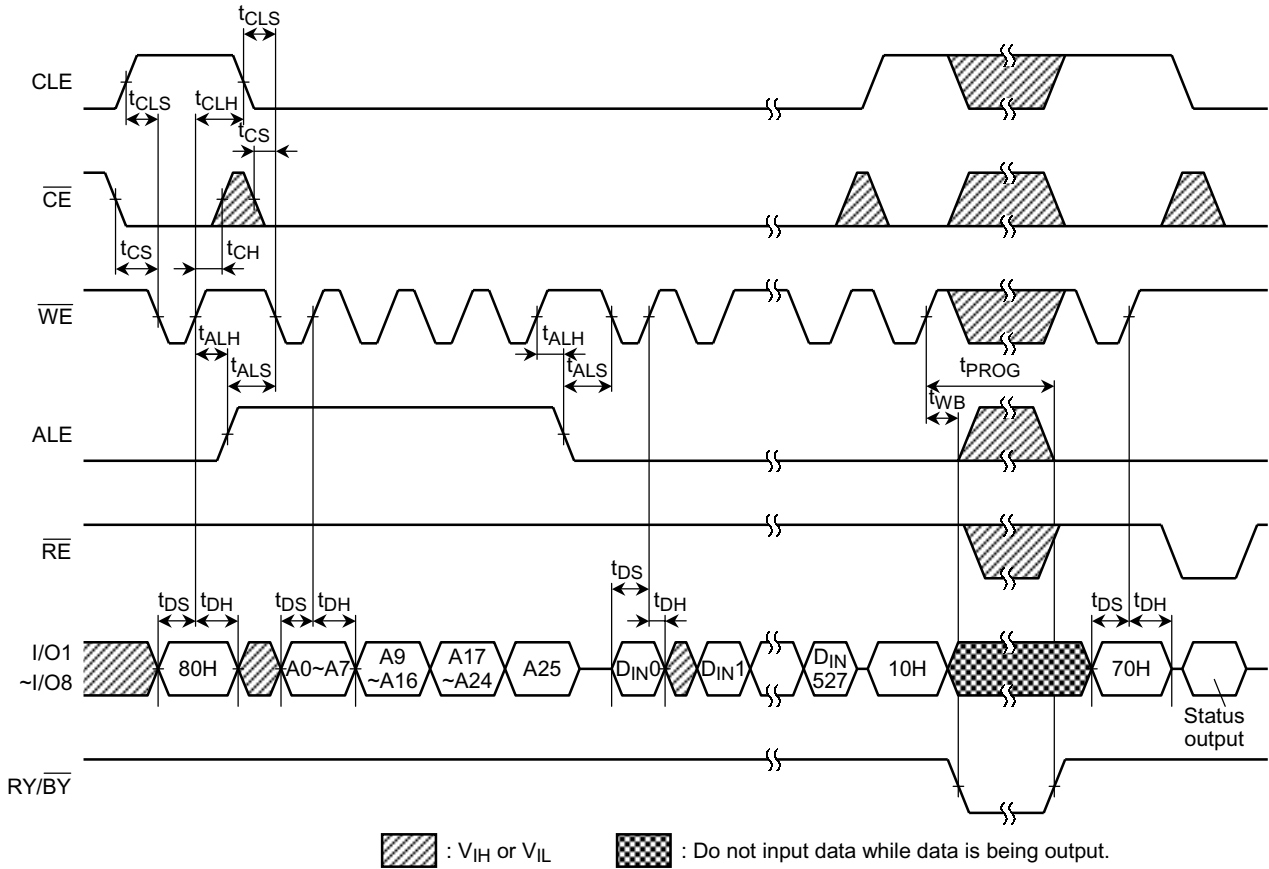 tCLS
CLE
tCLS
tCLH
tCS
CE
tCS
tCH
WE
tALH
tALH
tALS
tALS
tPROG
tWB
ALE
RE
tDS
tDS
tDH
tDS
tDH
tDH
tDS
tDH
I/O1
~I/O8
80H
A0~A7
A9
~A16
A17
~A24
A25
DIN0
DIN1
DIN
527
10H
70H
Status
output
RY/BY
: VIH or VIL
: Do not input data while data is being output.